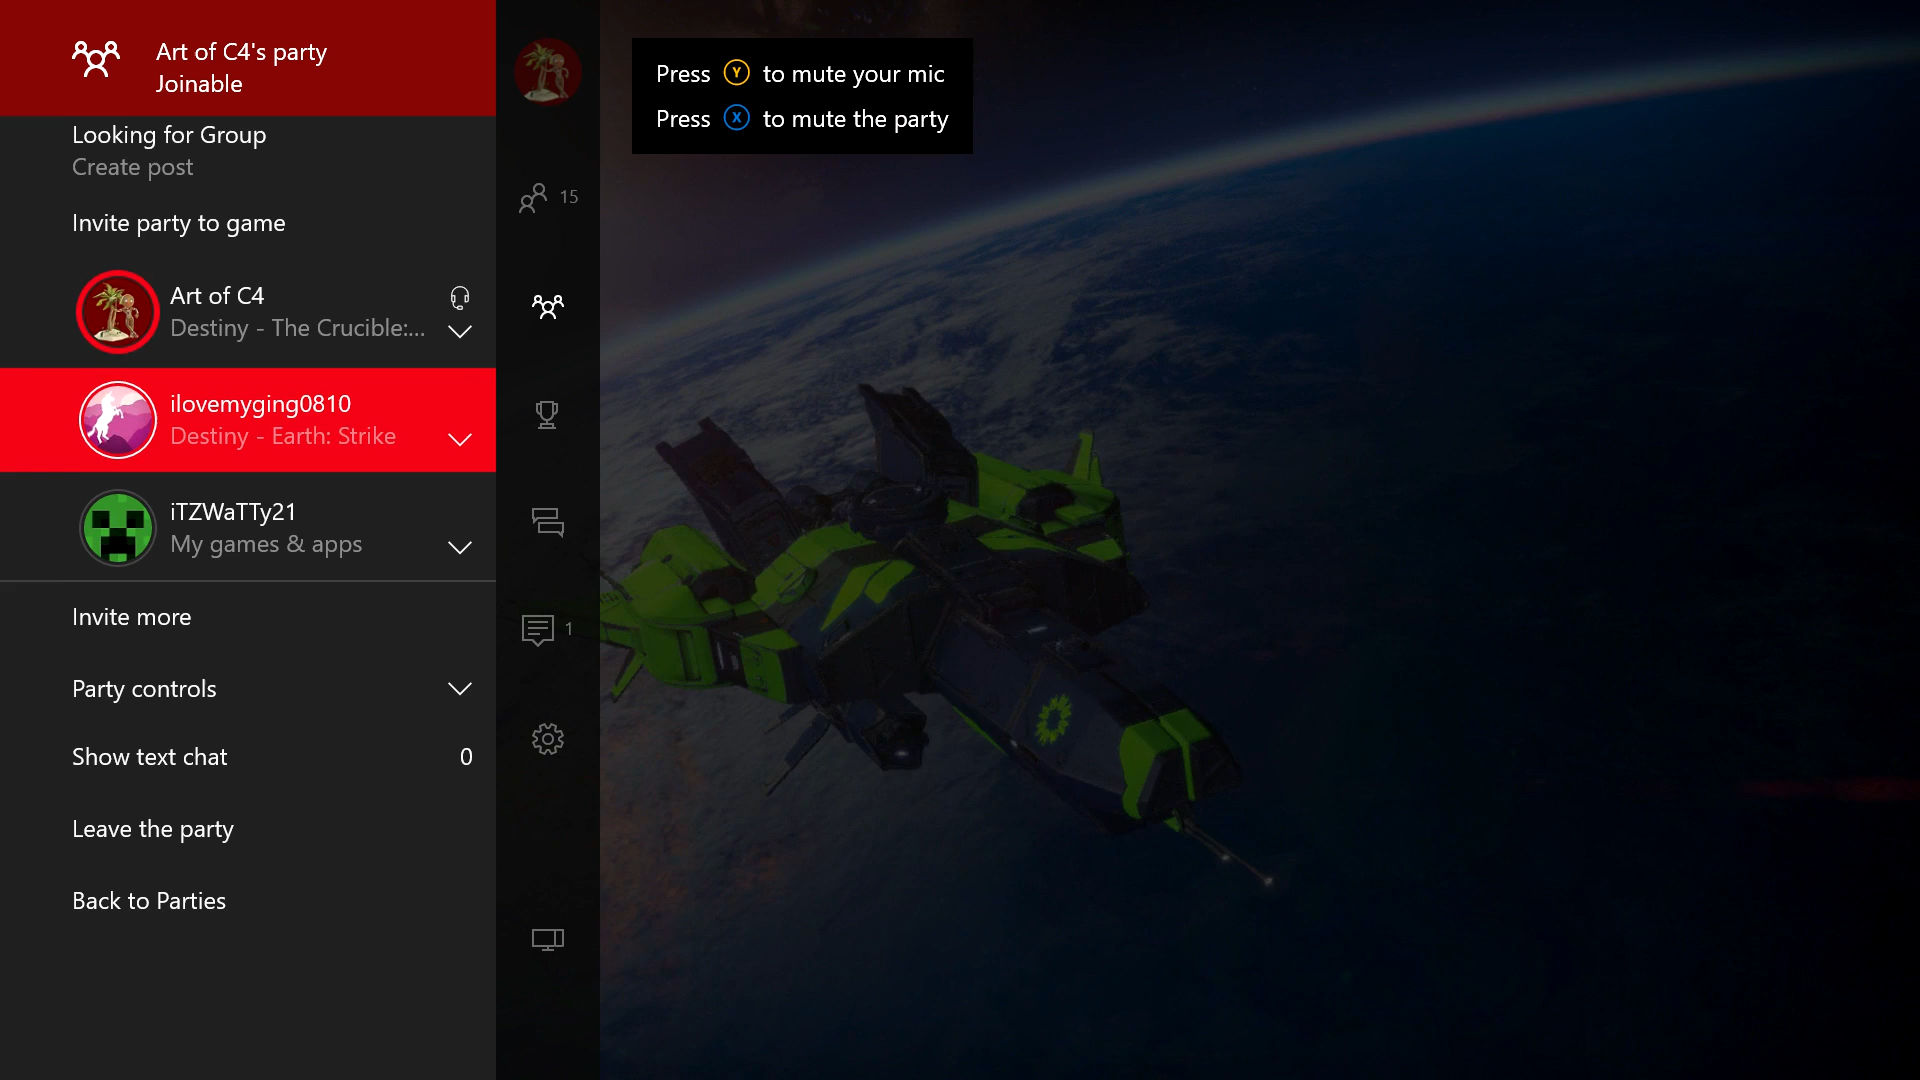 Art of C4's party
Joinable
Looking for Group
Create post
Invite party to game
Art of C4
Destiny - The Crucible:...
ilovemyging0810
Destiny - Earth: Strike
iTZWaTTy21
My games & apps
Invite more
Party controls
Show text chat 0
Leave the party
Back to Parties
15
1
Press Y to mute your mic
Press X to mute the party